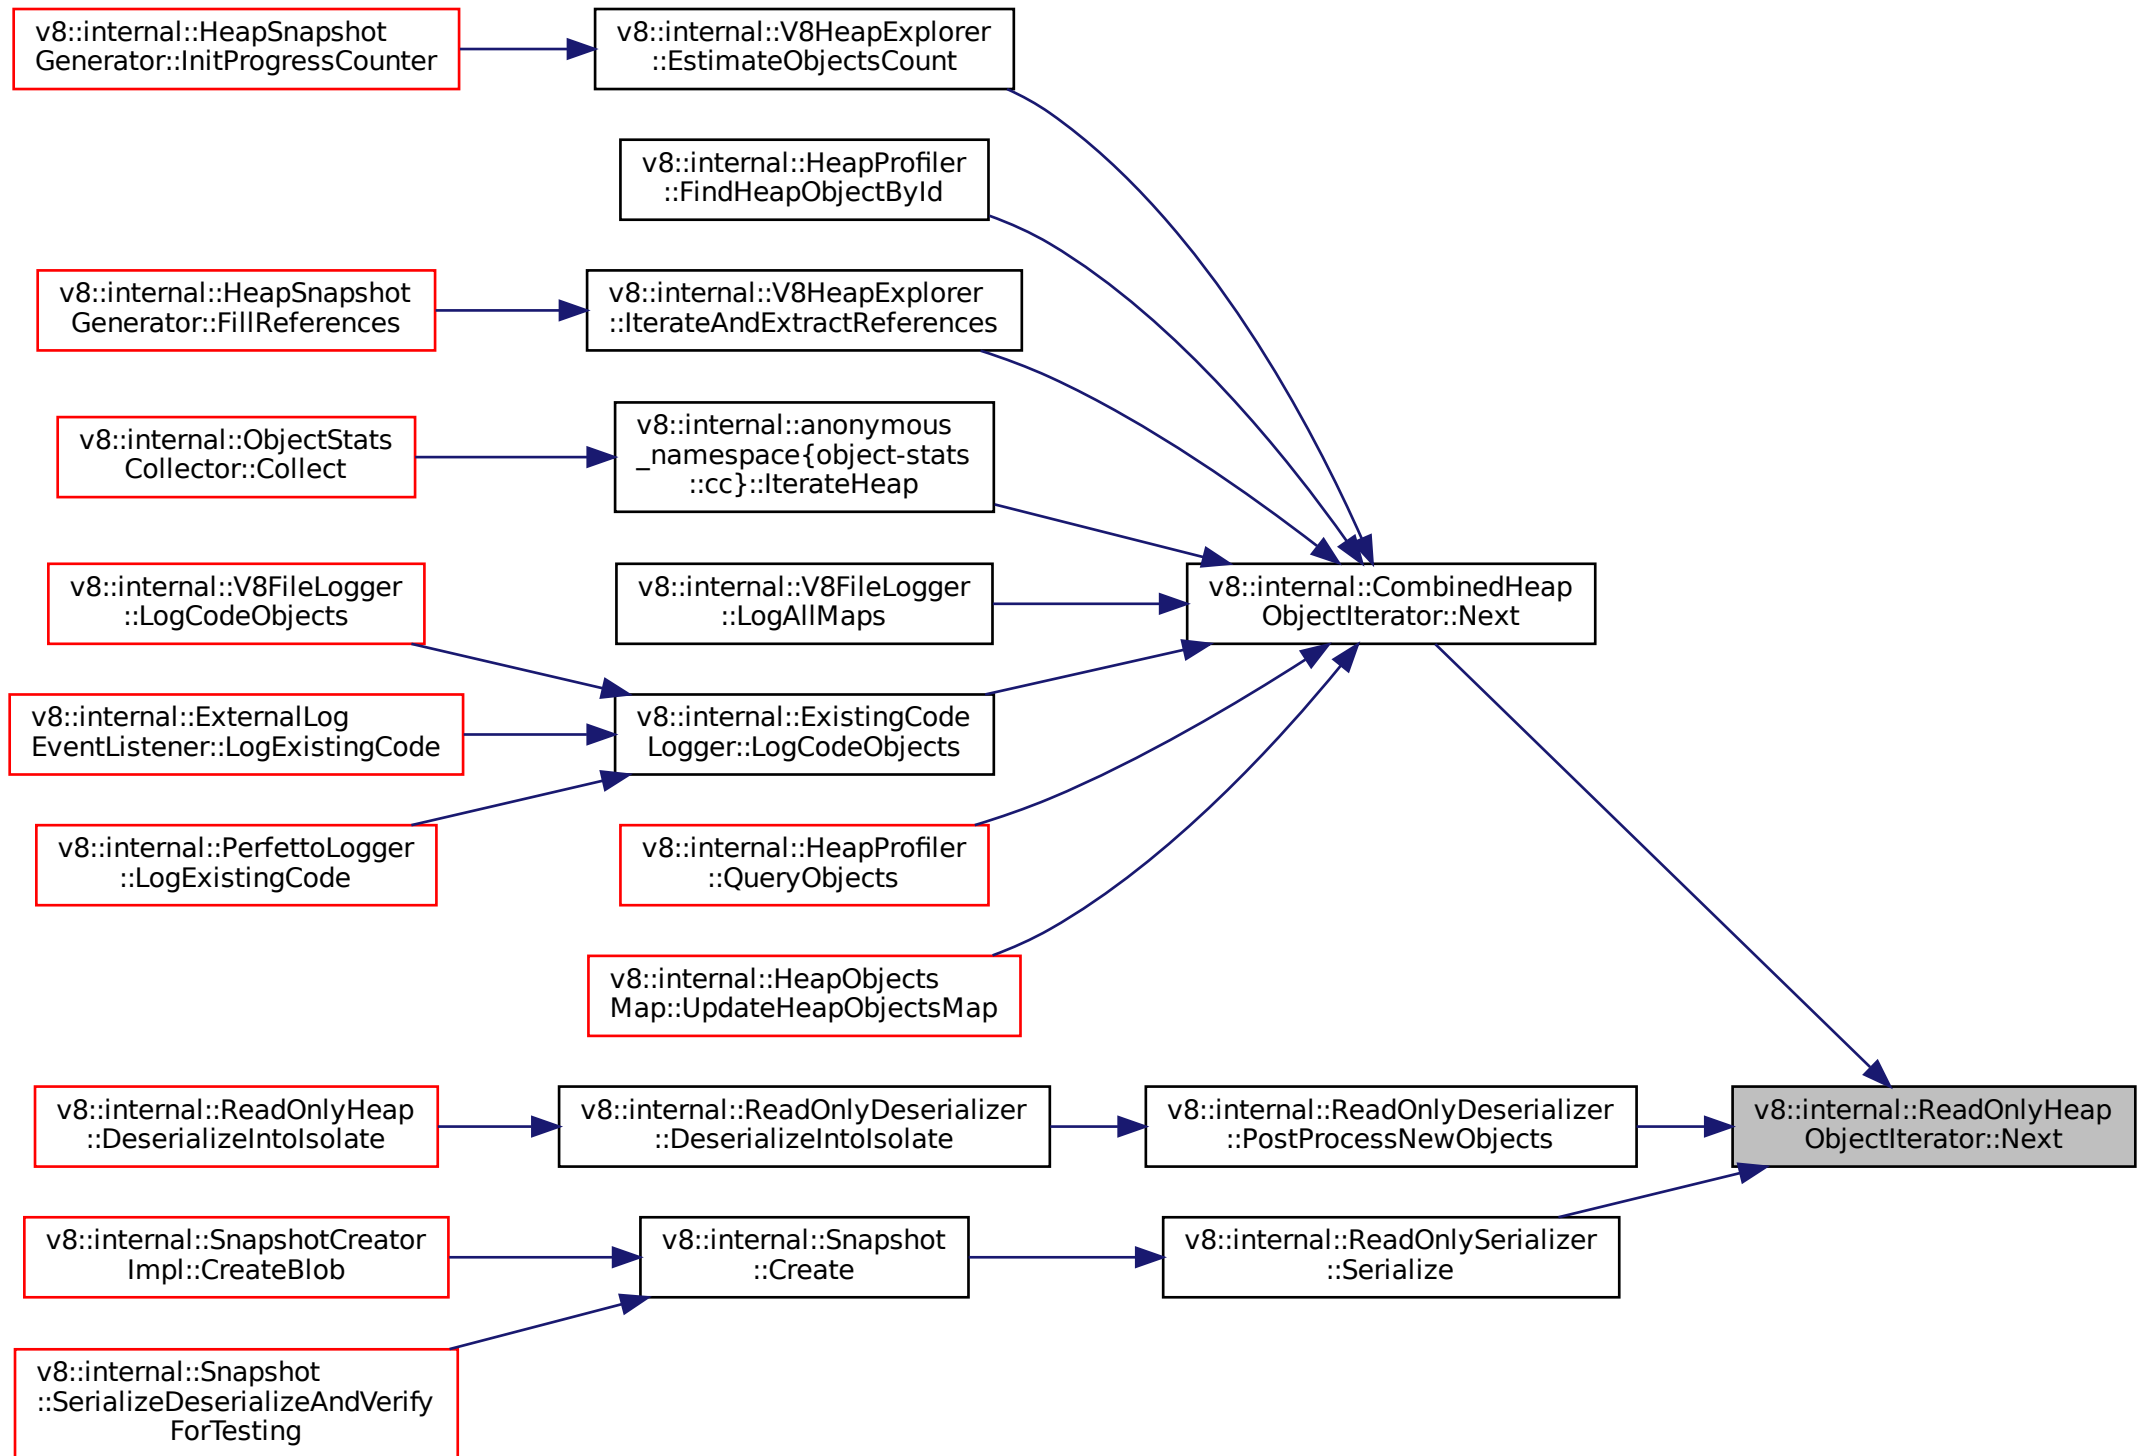 v8::internal::HeapSnapshot
Generator::InitProgressCounter
v8::internal::V8HeapExplorer
::EstimateObjectsCount
v8::internal::HeapProfiler
::FindHeapObjectById
v8::internal::HeapSnapshot
Generator::FillReferences
v8::internal::V8HeapExplorer
::IterateAndExtractReferences
v8::internal::ObjectStats
Collector::Collect
v8::internal::anonymous
_namespace{object-stats
::cc}::IterateHeap
v8::internal::V8FileLogger
::LogCodeObjects
v8::internal::V8FileLogger
::LogAllMaps
v8::internal::CombinedHeap
ObjectIterator::Next
v8::internal::ExternalLog
EventListener::LogExistingCode
v8::internal::ExistingCode
Logger::LogCodeObjects
v8::internal::PerfettoLogger
::LogExistingCode
v8::internal::HeapProfiler
::QueryObjects
v8::internal::HeapObjects
Map::UpdateHeapObjectsMap
v8::internal::ReadOnlyHeap
::DeserializeIntoIsolate
v8::internal::ReadOnlyDeserializer
::DeserializeIntoIsolate
v8::internal::ReadOnlyDeserializer
::PostProcessNewObjects
v8::internal::ReadOnlyHeap
ObjectIterator::Next
v8::internal::SnapshotCreator
Impl::CreateBlob
v8::internal::Snapshot
::Create
v8::internal::ReadOnlySerializer
::Serialize
v8::internal::Snapshot
::SerializeDeserializeAndVerify
ForTesting